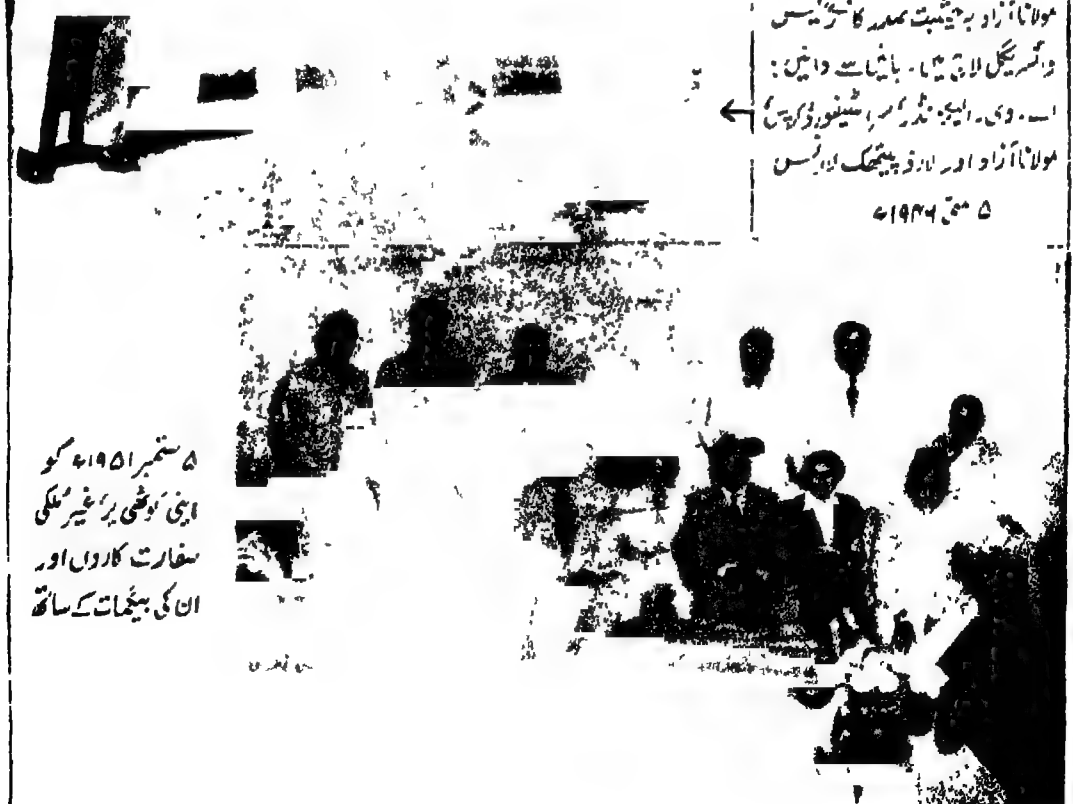 مولانا آزاد بہ حیثیت صدر کانگریس
وائسریگل لاج میں۔ بائیں سے دائیں:
اے۔ وی۔ الیگزنڈر، سر اسٹیفورڈ کرپس،
مولانا آزاد اور لارڈ پیتھک لارنس
۵ مئی ۱۹۴۶ء
۵ ستمبر ۱۹۵۱ء کو
اپنی کوٹھی پر، غیر ملکی
سفارت کاروں اور
ان کی بیگمات کے ساتھ